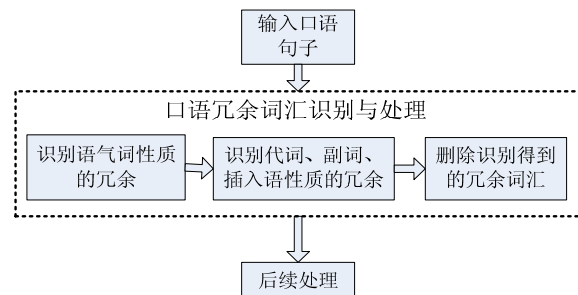 输入口语
句子
口语冗余词汇识别与处理
识别语气词性质
的冗余
识别代词、副词、
插入语性质的冗余
删除识别得到
的冗余词汇
后续处理